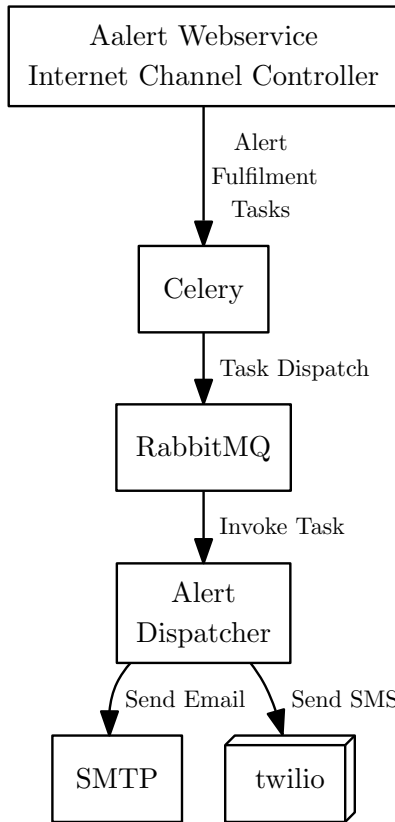 Aalert Webservice
Internet Channel Controller
Alert
Fulfilment
Tasks
Celery
Task Dispatch
RabbitMQ
Invoke Task
Alert
Dispatcher
Send Email
Send SMS
SMTP
twilio